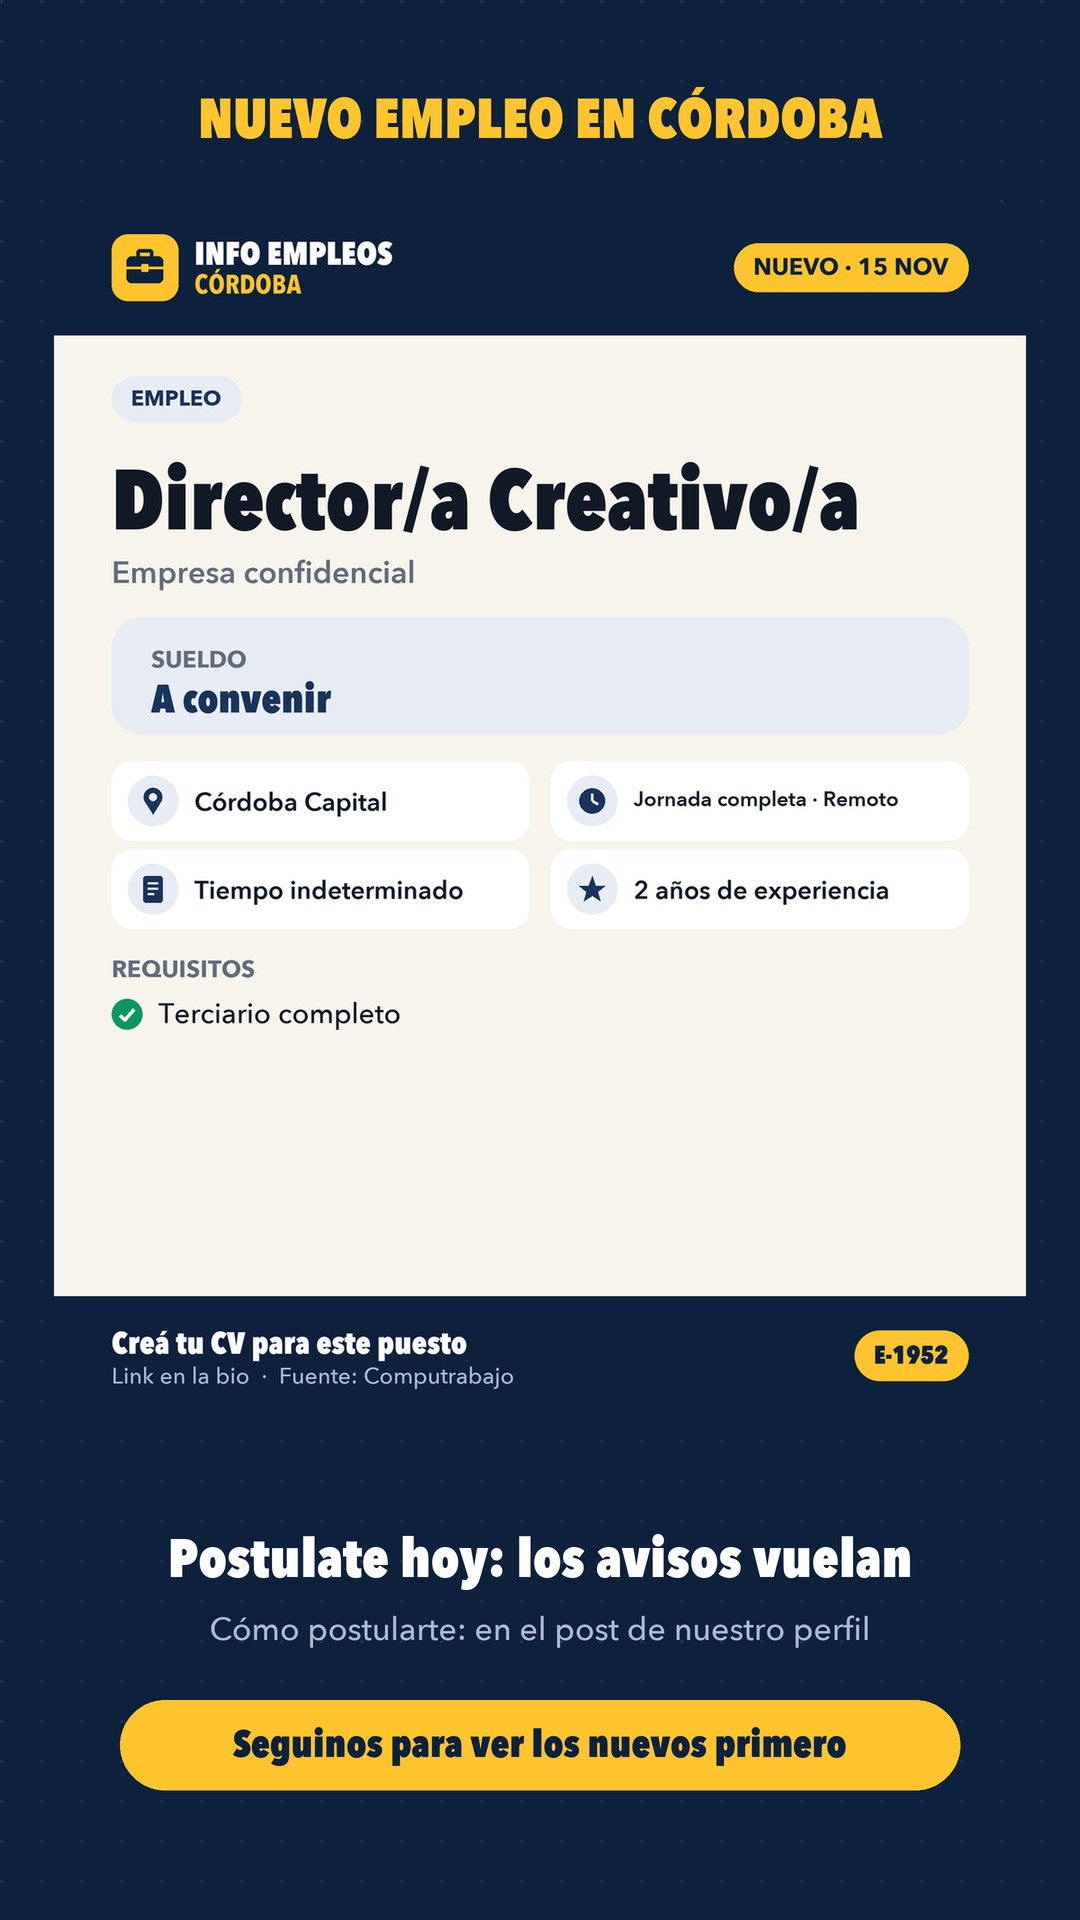 NUEVO EMPLEO EN CÓRDOBA
INFO EMPLEOS
CÓRDOBA
NUEVO · 15 NOV
EMPLEO
Director/a Creativo/a
Empresa confidencial
SUELDO
A convenir
Córdoba Capital
Jornada completa · Remoto
Tiempo indeterminado
2 años de experiencia
REQUISITOS
Terciario completo
Creá tu CV para este puesto
Link en la bio · Fuente: Computrabajo
E-1952
Postulate hoy: los avisos vuelan
Cómo postularte: en el post de nuestro perfil
Seguinos para ver los nuevos primero